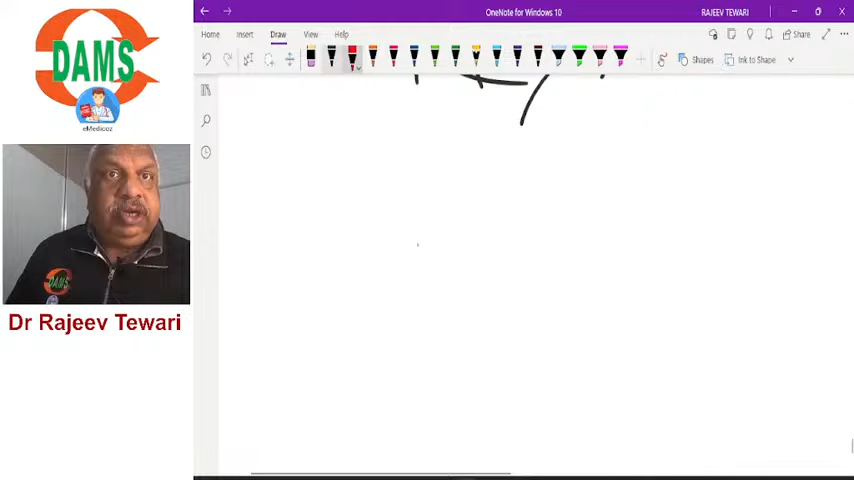 OneNote for Windows 10
RAJEEV TEWARI
Home Insert Draw View Help
Share
Shapes
Ink to Shape
DAMS
eMedicoz
DAMS
Dr Rajeev Tewari